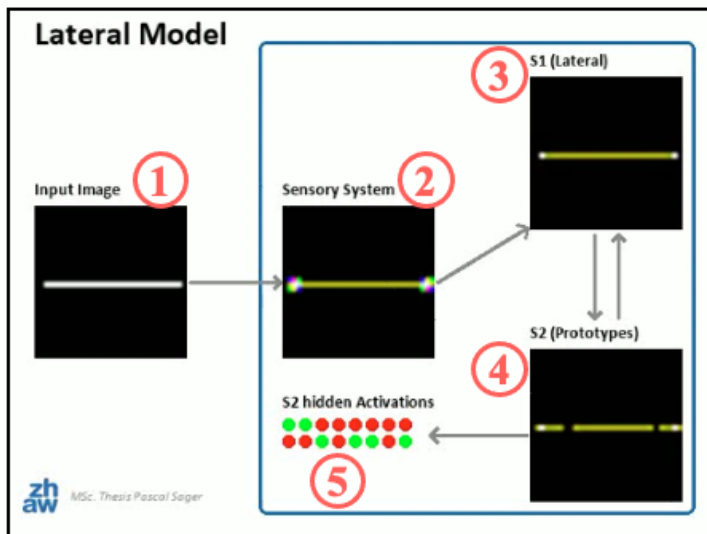 Lateral Model
S1 (Lateral)
3
Input Image
1
Sensory System
2
S2 (Prototypes)
4
S2 hidden Activations
5
zh
aw
MSc. Thesis Pascal Sager